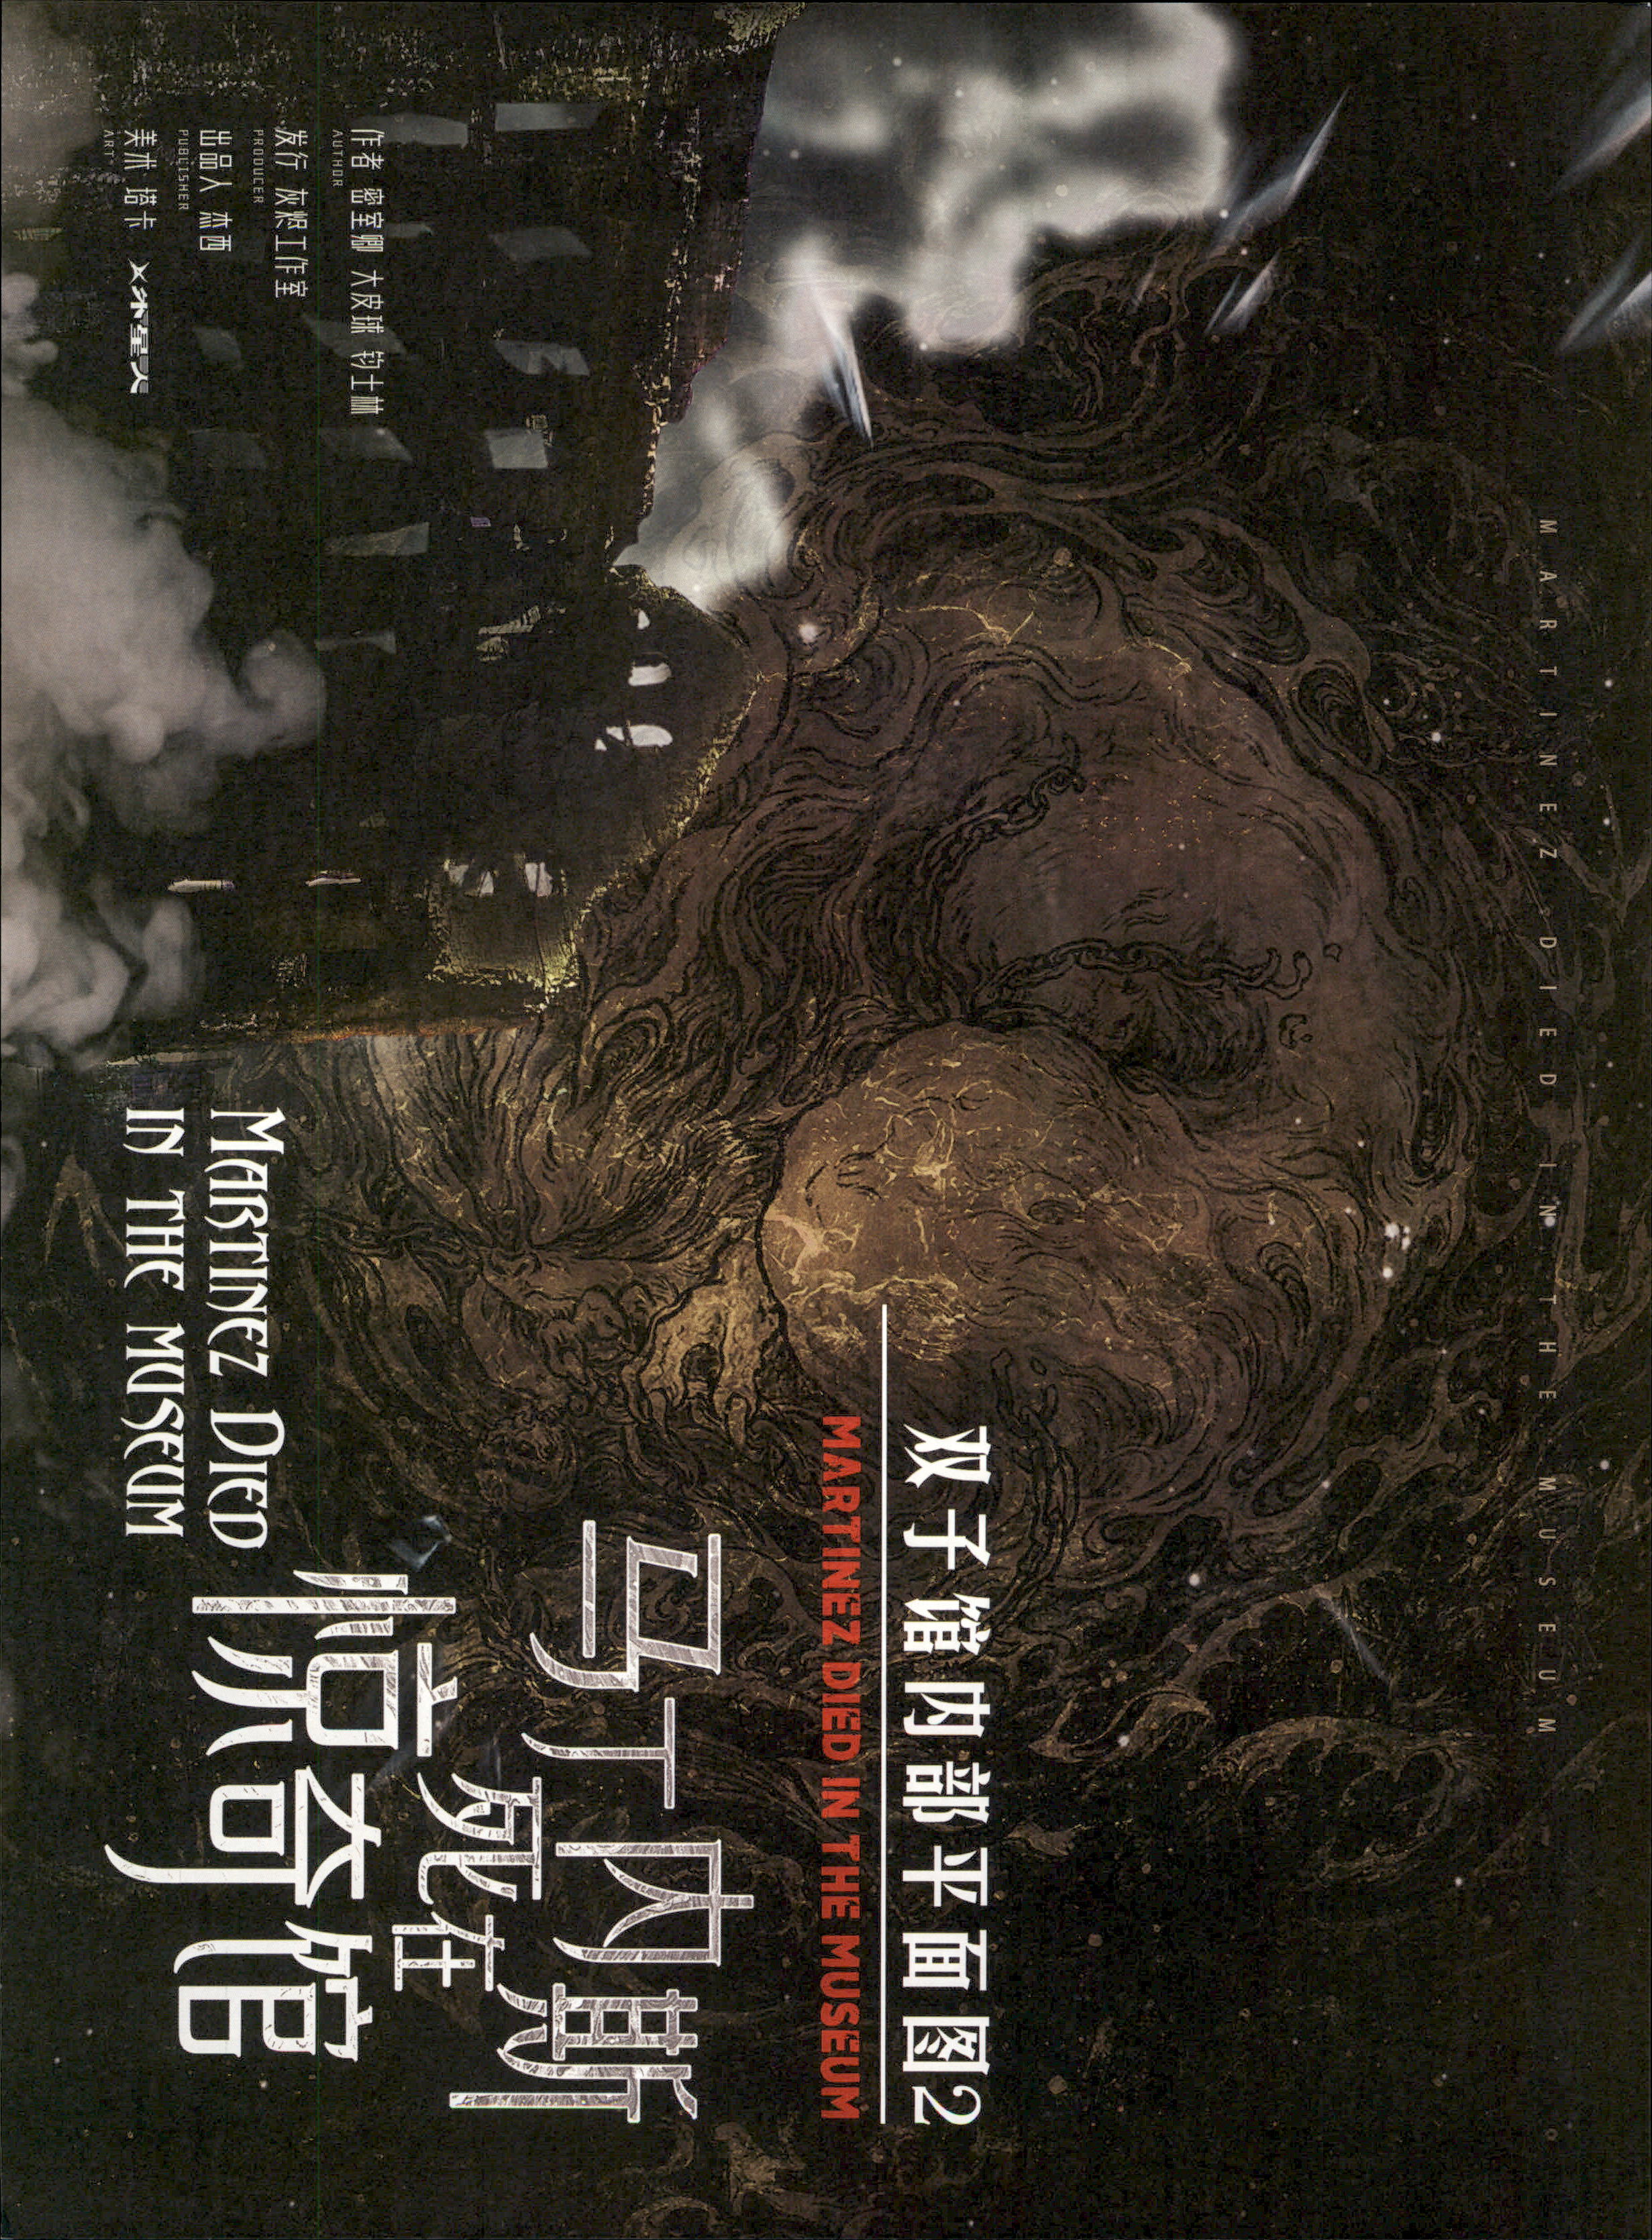 MARTINEZ DIED IN THE MUSEUM
双子馆内部平面图2
MARTINEZ DIED IN THE MUSEUM
马丁内斯
死在
惊奇馆
MARTINEZ DIED
IN THE MUSEUM
作者 密室卿 大皮球 钧士林
AUTHOR
发行 灰烬工作室
PRODUCER
出品人 杰西
PUBLISHER
美术 塔卡
ART